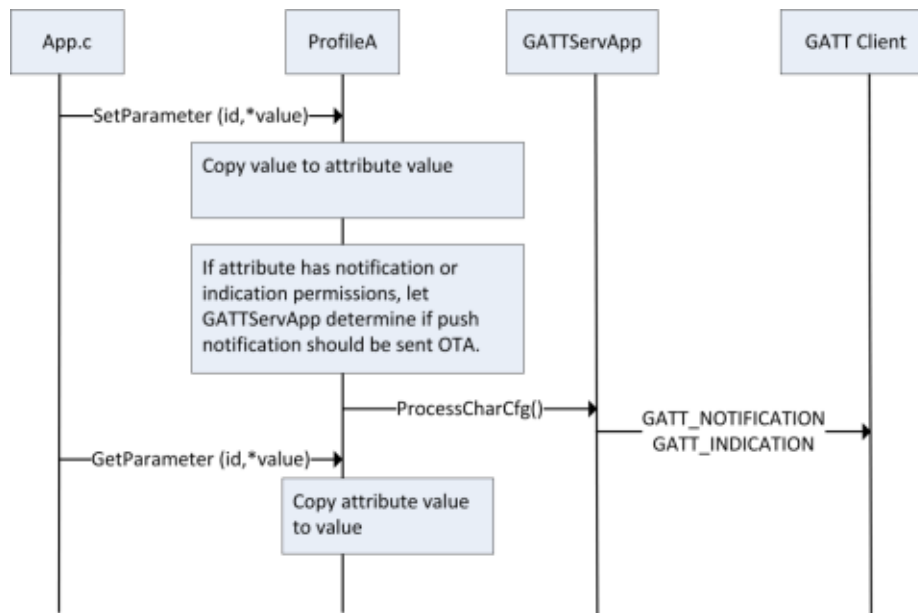 App.c
ProfileA
GATTServApp
GATT Client
SetParameter (id,*value)
Copy value to attribute value
If attribute has notification or
indication permissions, let
GATTServApp determine if push
notification should be sent OTA.
ProcessCharCfg()
GATT_NOTIFICATION
GATT_INDICATION
GetParameter (id,*value)
Copy attribute value
to value